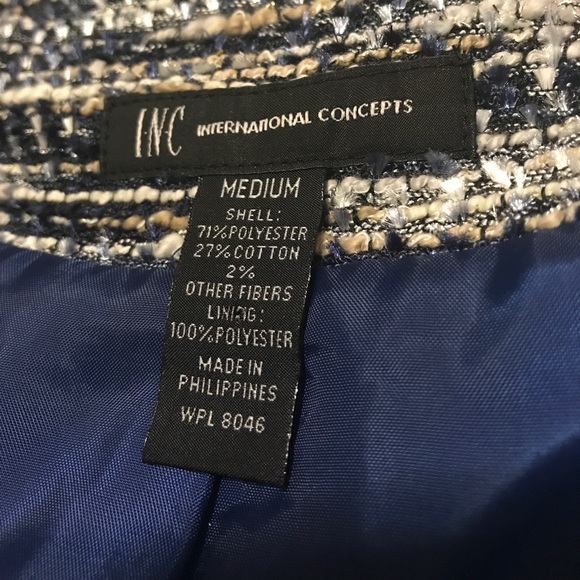 INC INTERNATIONAL CONCEPTS
MEDIUM
SHELL:
71%POLYESTER
27%COTTON
2%
OTHER FIBERS
LINING:
100%POLYESTER
MADE IN
PHILIPPINES
WPL 8046